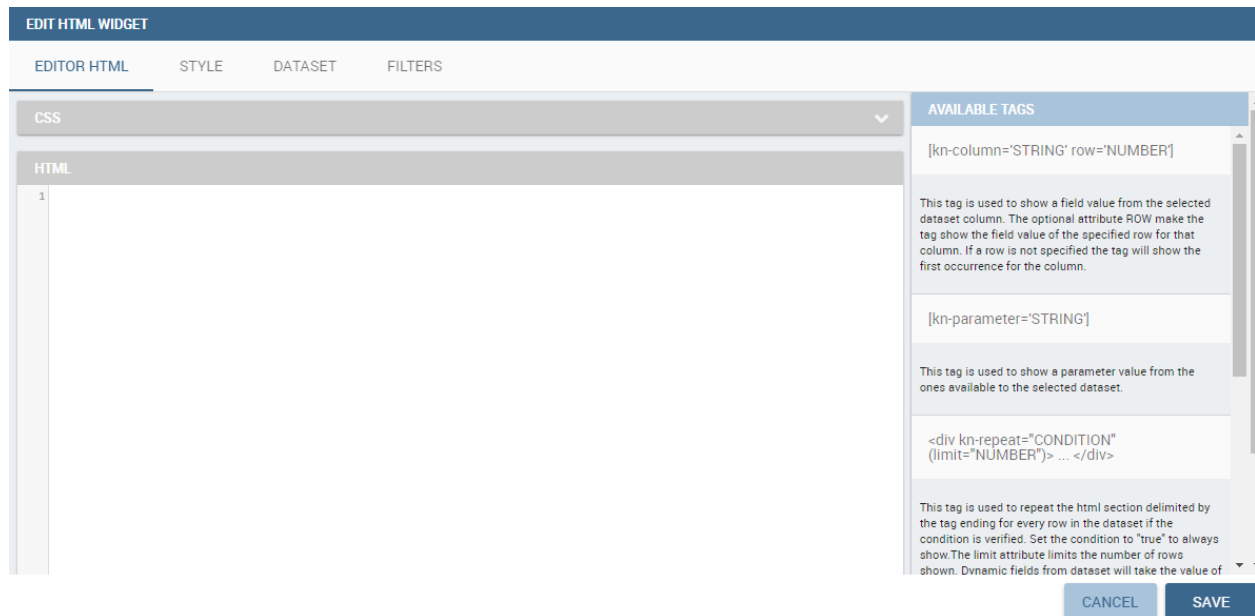 EDIT HTML WIDGET
EDITOR HTML STYLE DATASET FILTERS
CSS
HTML
1
AVAILABLE TAGS
[kn-column='STRING' row='NUMBER']
This tag is used to show a field value from the selected
dataset column. The optional attribute ROW make the
tag show the field value of the specified row for that
column. If a row is not specified the tag will show the
first occurrence for the column.
[kn-parameter='STRING']
This tag is used to show a parameter value from the
ones available to the selected dataset.
<div kn-repeat="CONDITION"
(limit="NUMBER")> ... </div>
This tag is used to repeat the html section delimited by
the tag ending for every row in the dataset if the
condition is verified. Set the condition to "true" to always
show.The limit attribute limits the number of rows
shown. Dynamic fields from dataset will take the value of
CANCEL SAVE